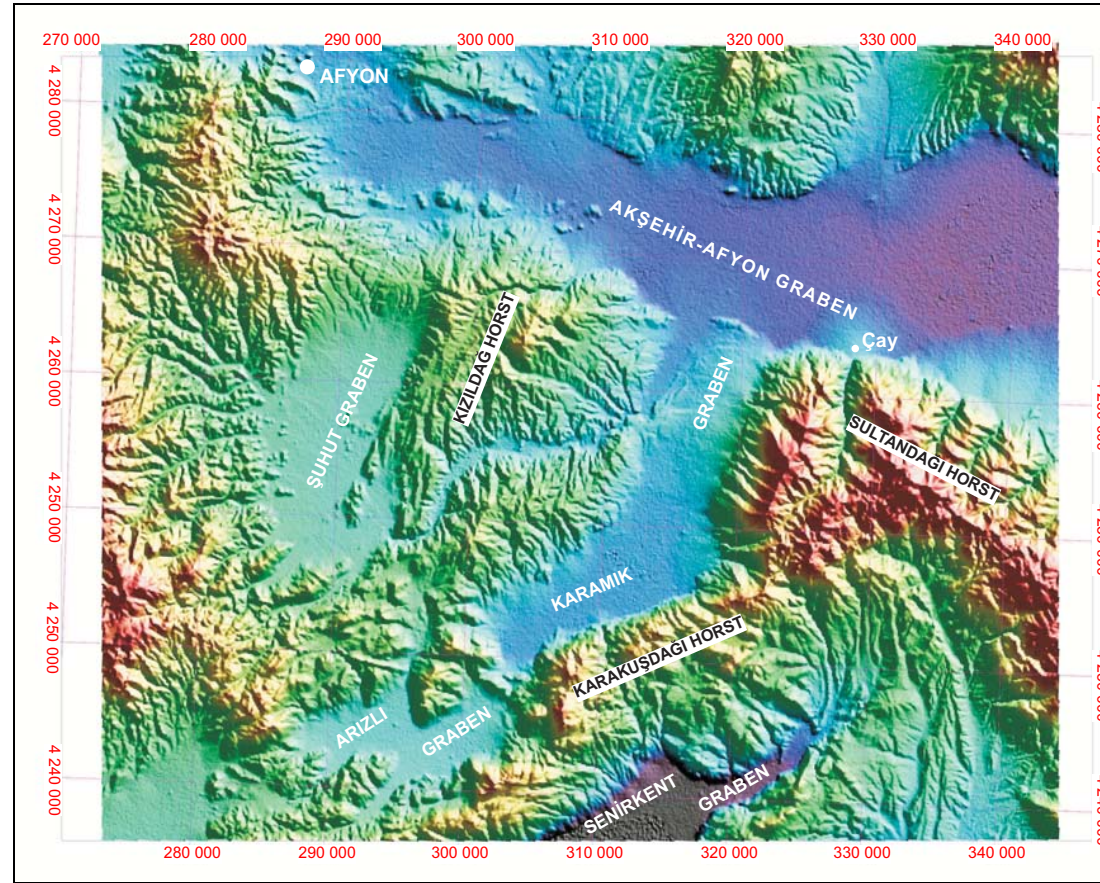 270 000
280 000
290 000
300 000
310 000
320 000
330 000
340 000
AFYON
4 280 000
4 270 000
AKŞEHİR-AFYON GRABEN
Çay
4 260 000
KIZILDAĞ HORST
ŞUHUT GRABEN
GRABEN
SULTANDAGI HORST
4 250 000
KARAMIK
4 250 000
KARAKUŞDAGI HORST
ARIZLI
GRABEN
4 240 000
SENIRKENT
GRABEN
280 000
290 000
300 000
310 000
320 000
330 000
340 000